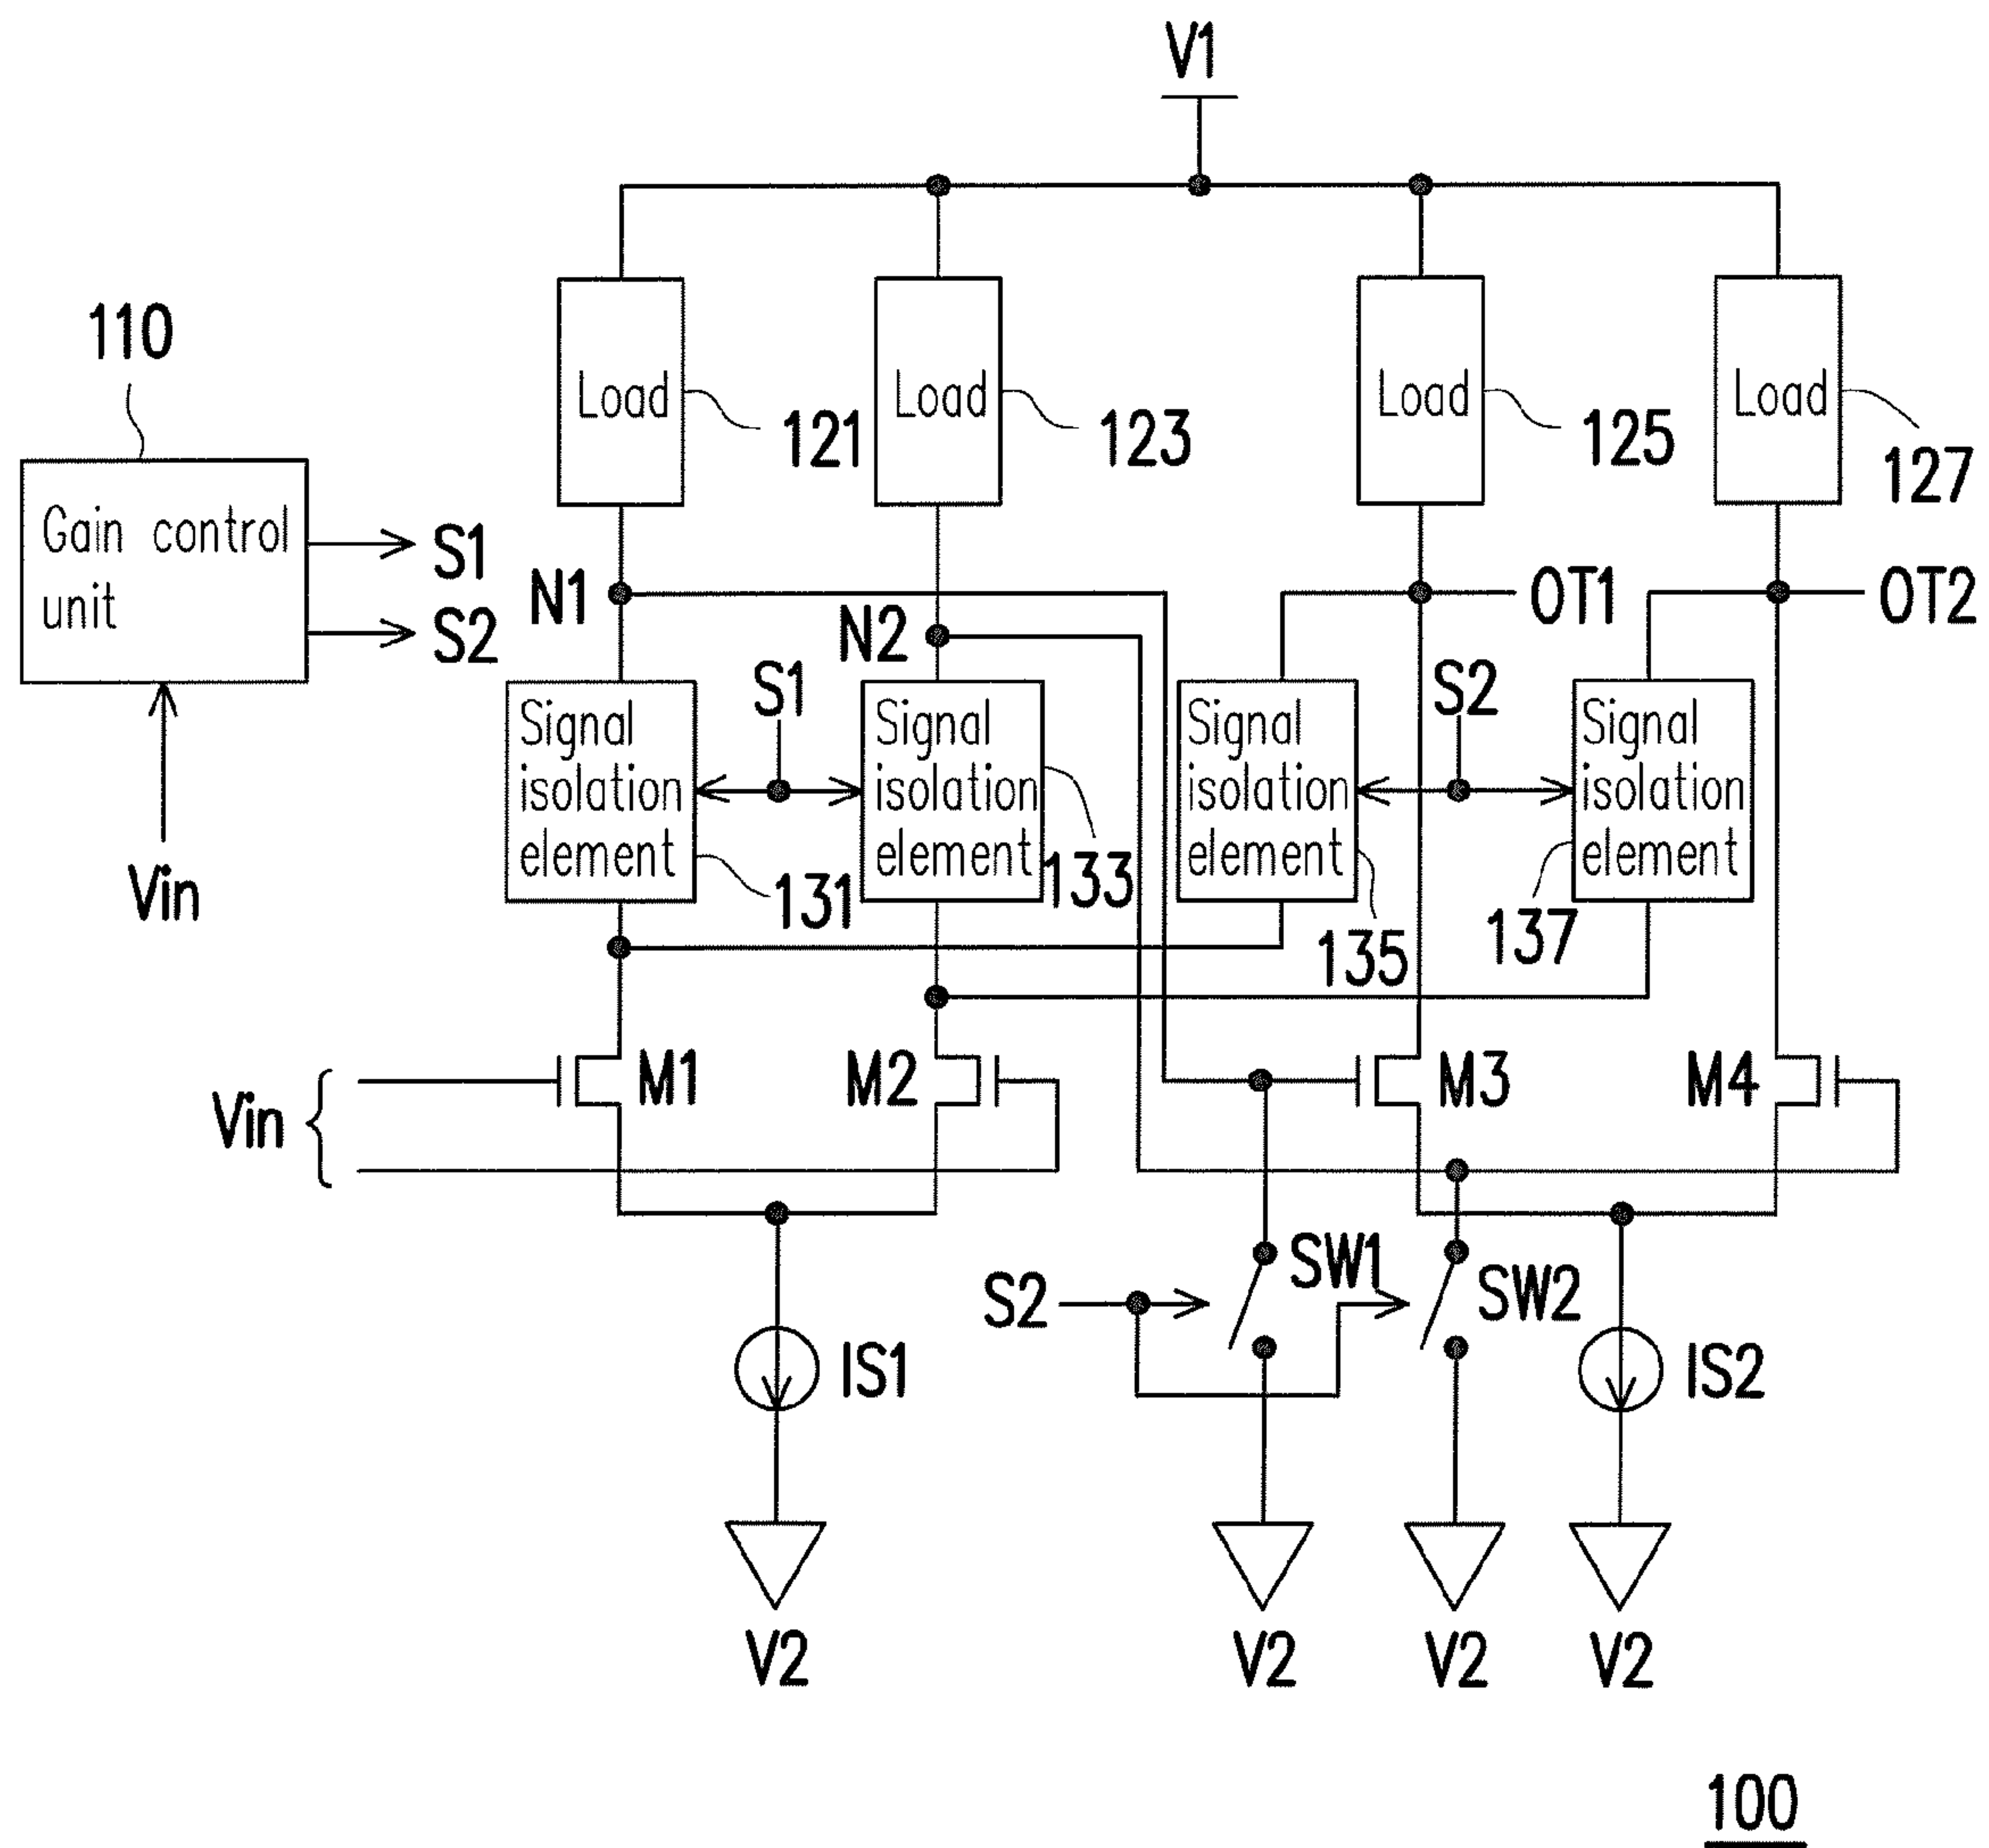 V1
110
Load
Load
Load
Load
121
123
125
127
Gain control
unit
S1
S2
N1
N2
OT1
OT2
Vin
S1
S2
Signal
isolation
element
Signal
isolation
element
Signal
isolation
element
Signal
isolation
element
131
133
135
137
M1
M2
M3
M4
Vin
S2
SW1
SW2
IS1
IS2
V2
V2
V2
V2
100